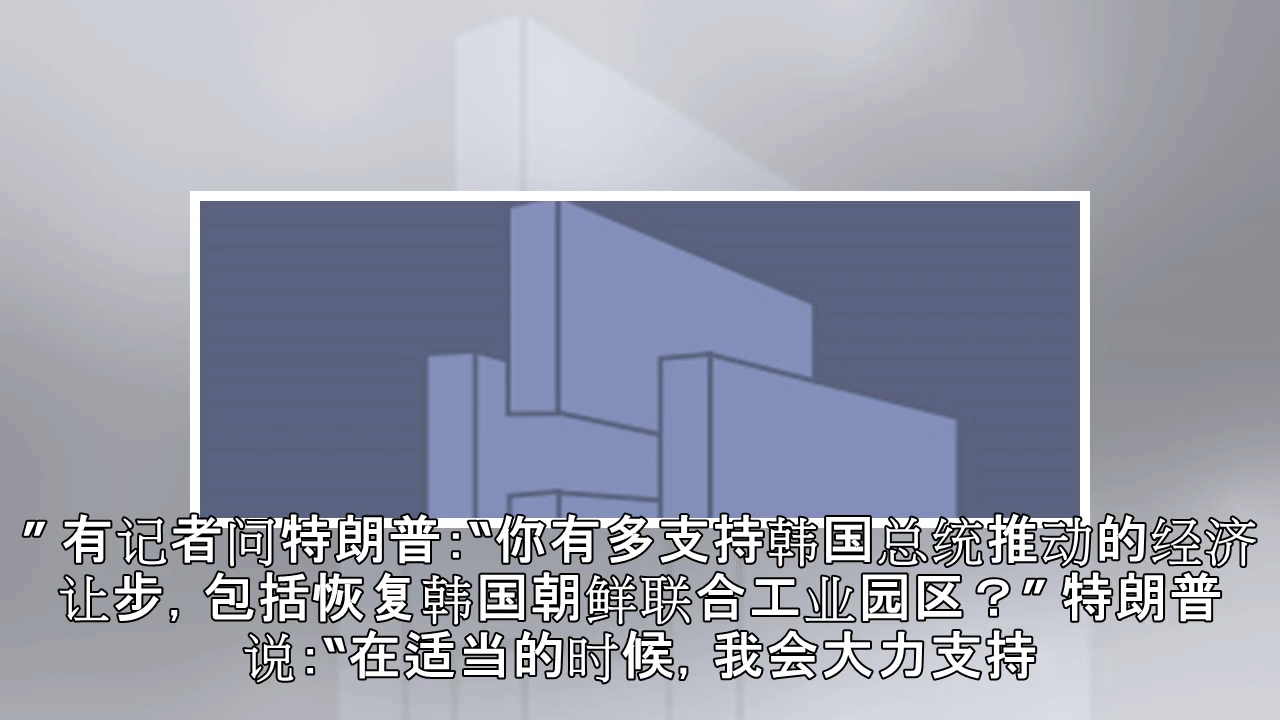 ” 有记者问特朗普:“你有多支持韩国总统推动的经济
让步, 包括恢复韩国朝鲜联合工业园区？” 特朗普
说:“在适当的时候, 我会大力支持